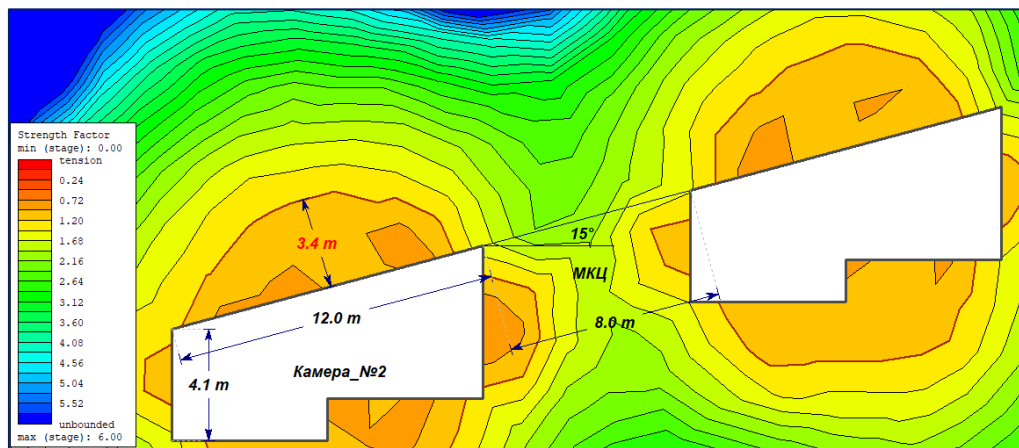 Strength Factor
min (stage): 0.00
tension
0.24
0.72
1.20
1.68
2.16
2.64
3.12
3.60
4.08
4.56
5.04
5.52
unbounded
max (stage): 6.00
3.4 m
15°
МКЦ
12.0 m
8.0 m
4.1 m
Камера_№2